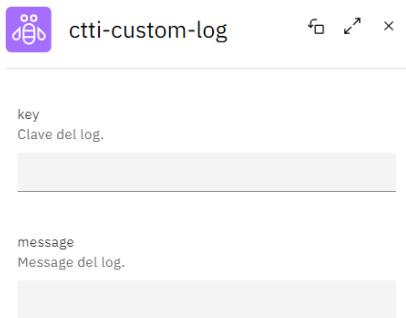 ctti-custom-log
key
Clave del log.
message
Message del log.